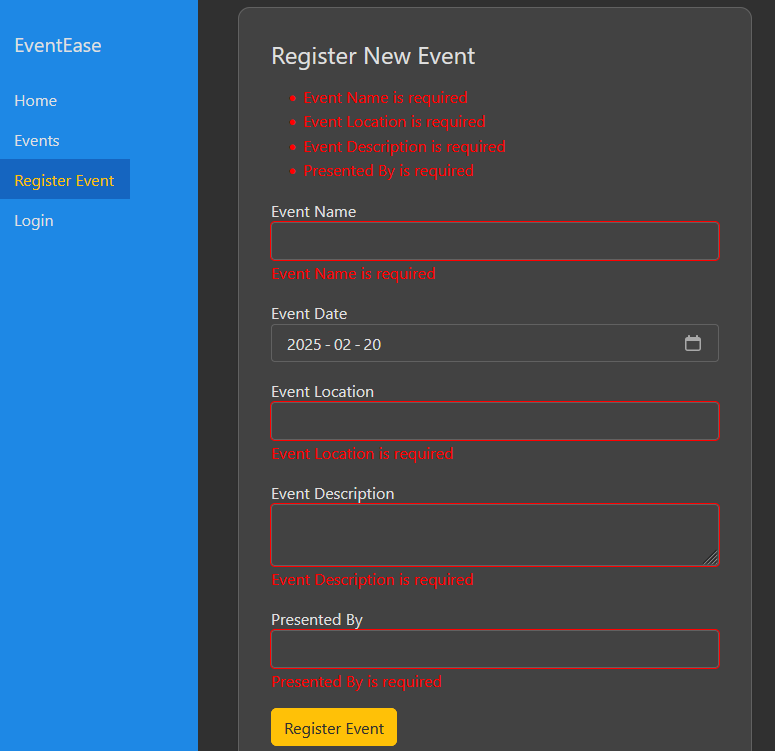 EventEase
Home
Events
Register Event
Login
Register New Event
Event Name is required
Event Location is required
Event Description is required
Presented By is required
Event Name
Event Name is required
Event Date
2025-02-20
Event Location
Event Location is required
Event Description
Event Description is required
Presented By
Presented By is required
Register Event